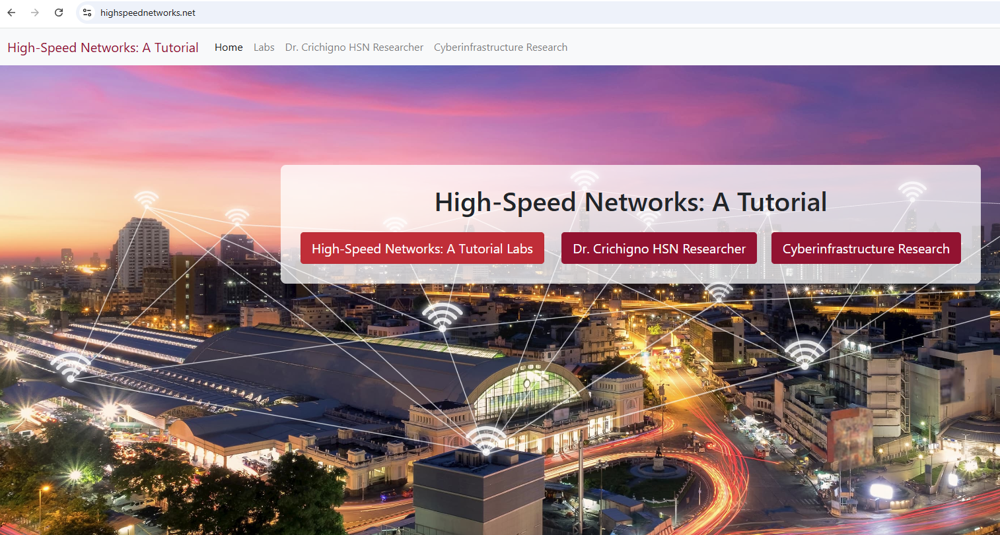 highspeednetworks.net
High-Speed Networks: A Tutorial Home Labs Dr. Crichigno HSN Researcher Cyberinfrastructure Research
High-Speed Networks: A Tutorial
High-Speed Networks: A Tutorial Labs Dr. Crichigno HSN Researcher Cyberinfrastructure Research